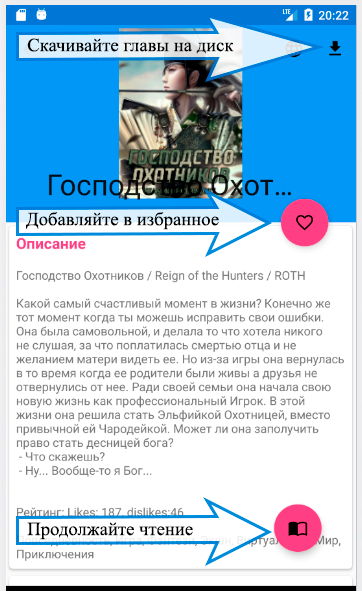 LTE 20:22
Скачивайте главы на диск
ГОСПОДСТВО
ОХОТНИКОВ
Господство Охот...
Добавляйте в избранное
Описание
Господство Охотников / Reign of the Hunters / ROTH
Какой самый счастливый момент в жизни? Конечно же
тот момент когда ты можешь исправить свои ошибки.
Она была самовольной, и делала то что хотела никого
не слушая, за что поплатилась смертью отца и не
желанием матери видеть ее. Но из-за игры она вернулась
в то время когда ее родители были живы а друзья не
отвернулись от нее. Ради своей семьи она начала свою
новую жизнь как профессиональный Игрок. В этой
жизни она решила стать Эльфийкой Охотницей, вместо
привычной ей Чародейкой. Может ли она заполучить
право стать десницей бога?
- Что скажешь?
- Ну... Вообще-то я Бог...
Рейтинг: Likes: 187, dislikes:46
Продолжайте чтение
Мир,
Приключения